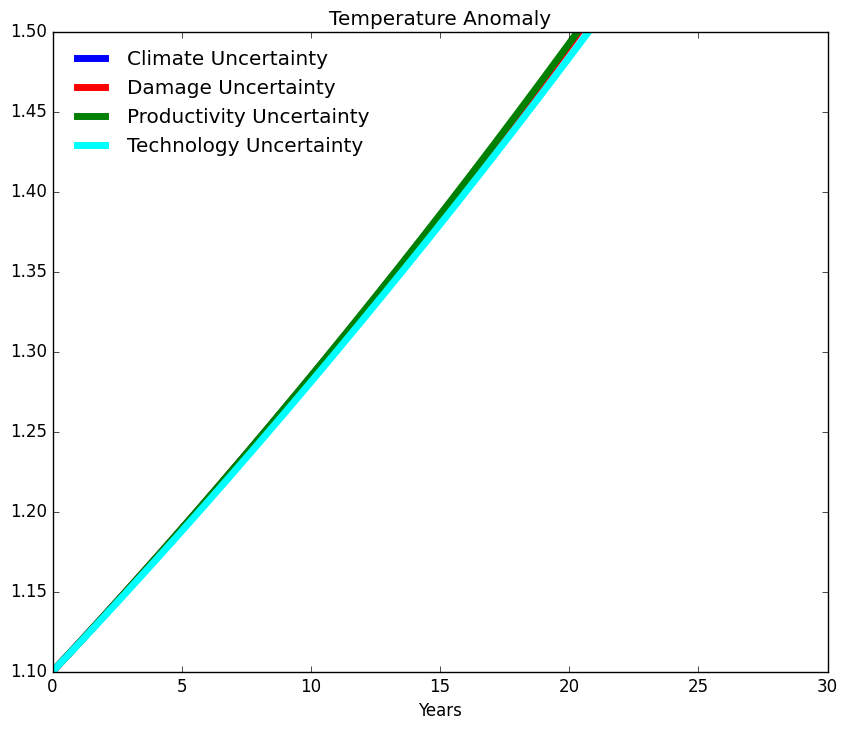 Temperature Anomaly
1.50
Climate Uncertainty
Damage Uncertainty
1.45
Productivity Uncertainty
Technology Uncertainty
1.40
1.35
1.30
1.25
1.20
1.15
1.10
0 5 10 15 20 25 30
Years